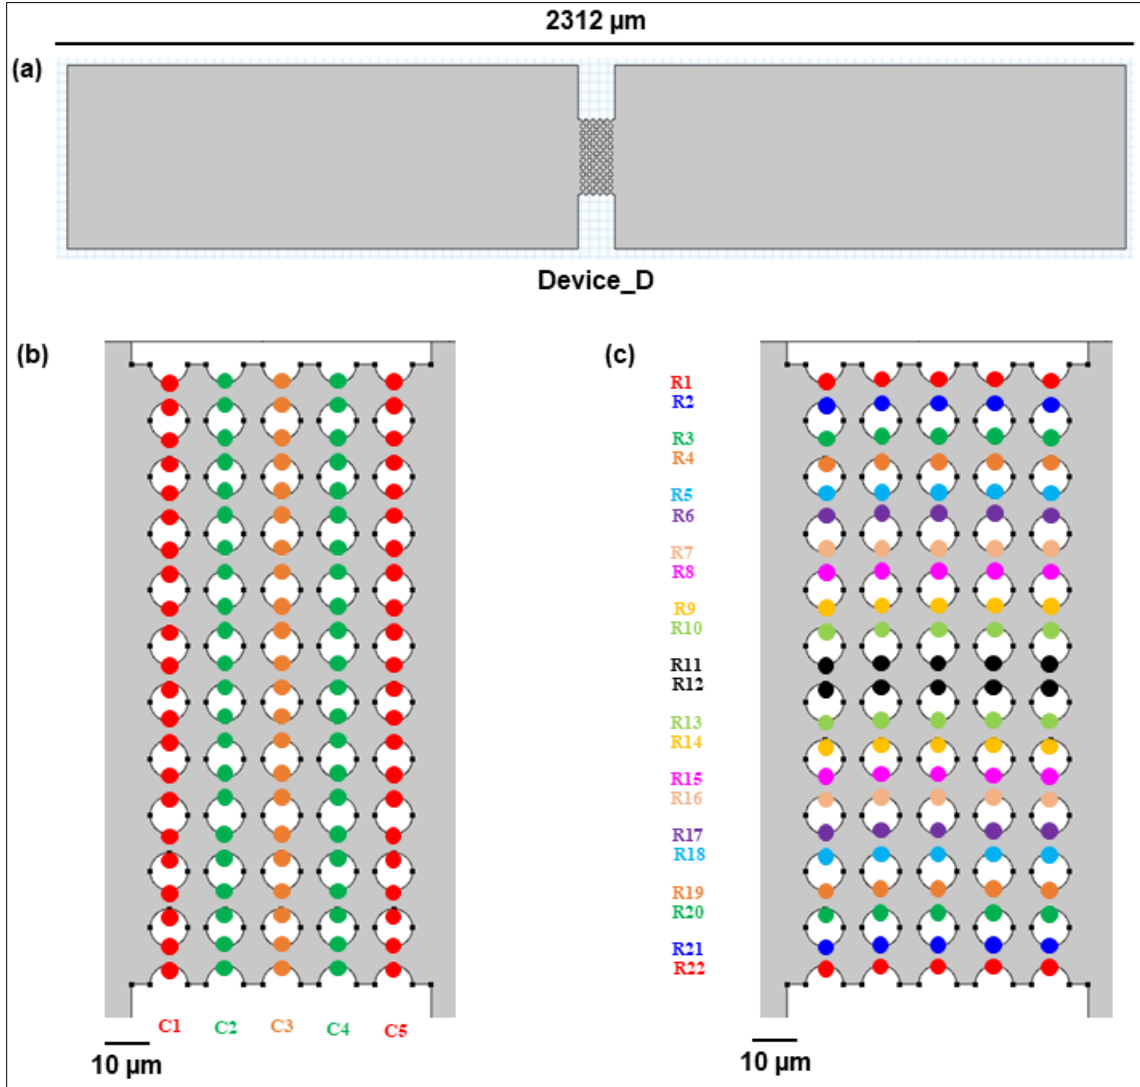 2312 µm
(a)
Device_D
(b)
(c)
R1
R2
R3
R4
R5
R6
R7
R8
R9
R10
R11
R12
R13
R14
R15
R16
R17
R18
R19
R20
R21
R22
C1 C2 C3 C4 C5
10 µm
10 µm